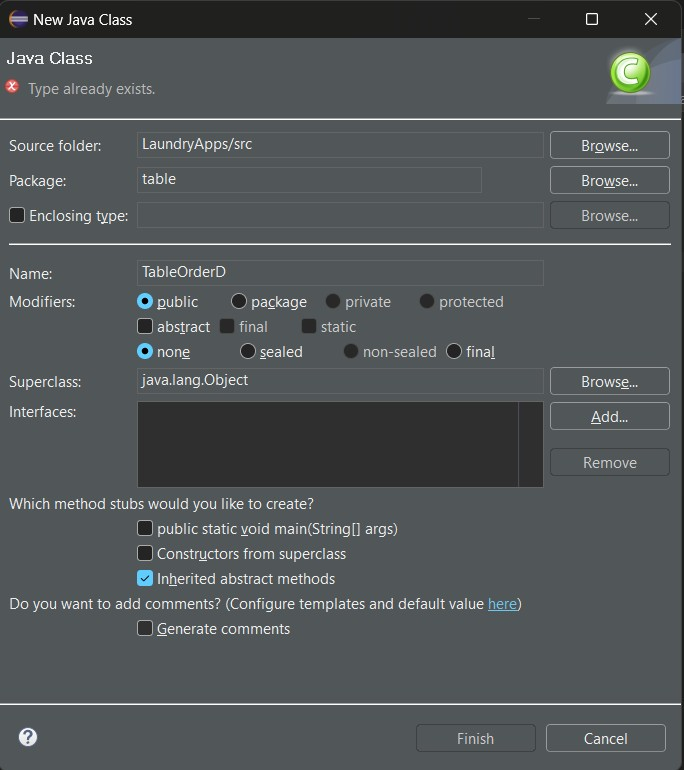 New Java Class
Java Class
Type already exists.
Source folder: LaundryApps/src Browse...
Package: table Browse...
Enclosing type: Browse...
Name: TableOrderD
Modifiers: public package private protected
abstract final static
none sealed non-sealed final
Superclass: java.lang.Object Browse...
Interfaces: Add...
Remove
Which method stubs would you like to create?
public static void main(String[] args)
Constructors from superclass
Inherited abstract methods
Do you want to add comments? (Configure templates and default value here)
Generate comments
? Finish Cancel